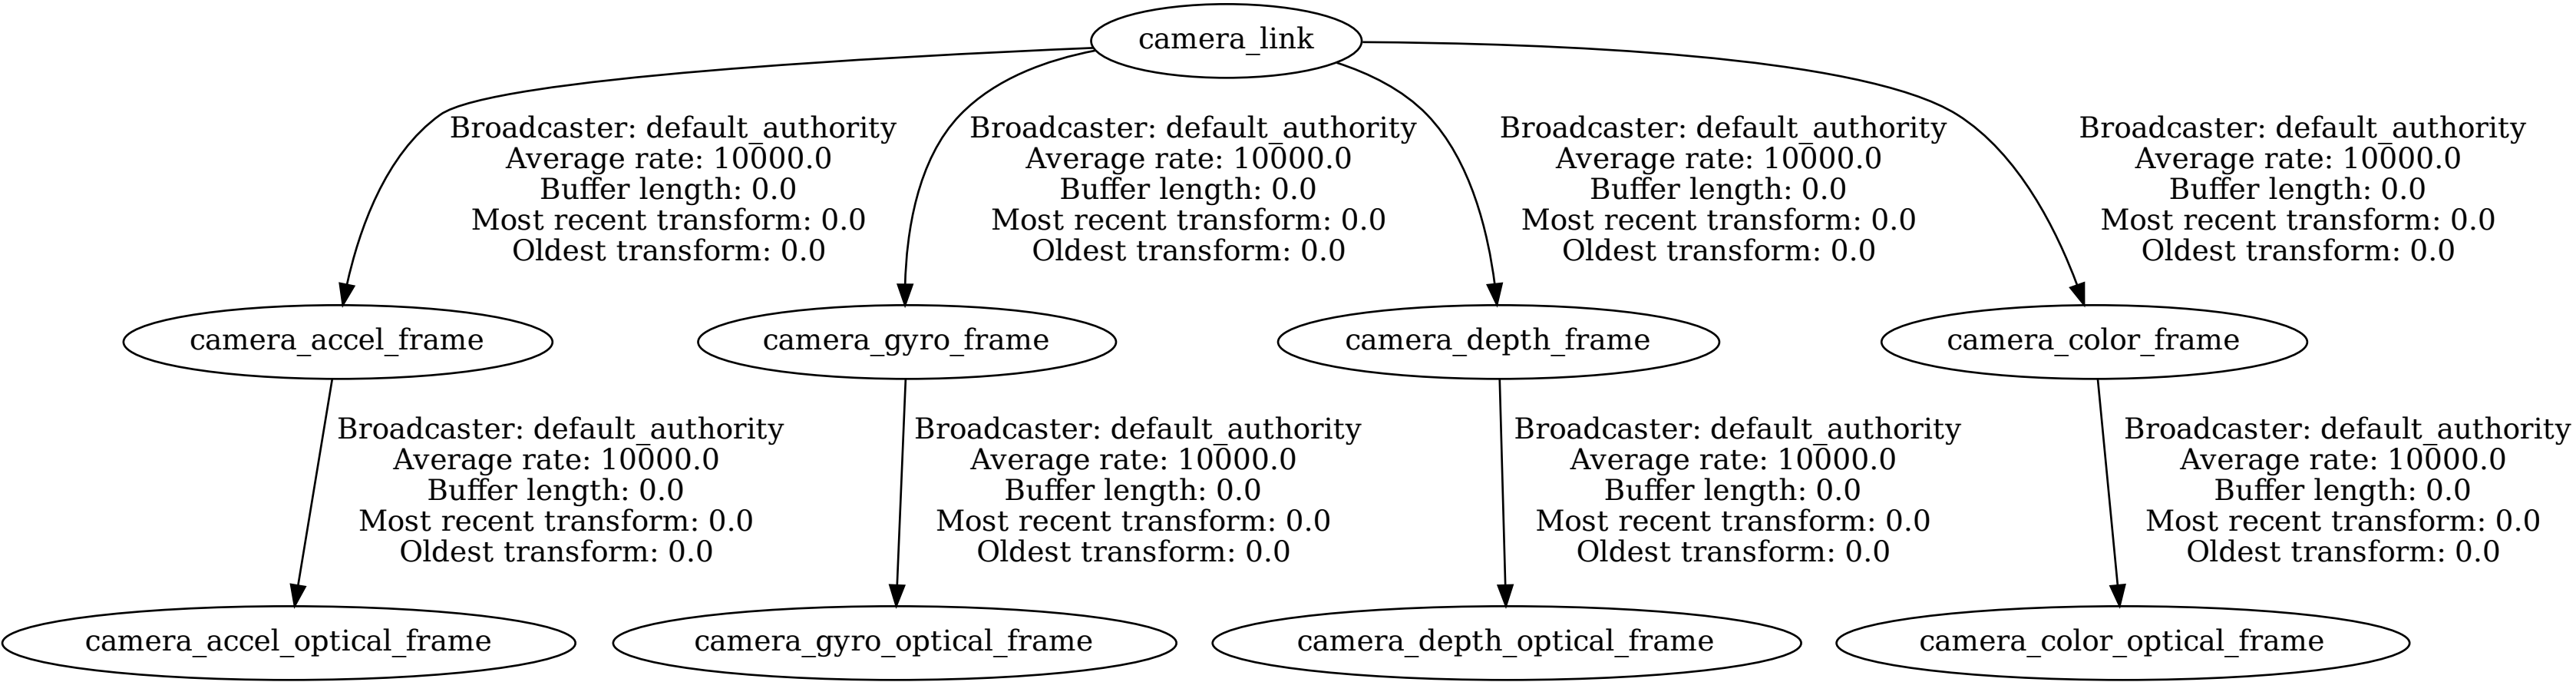 camera_link
Broadcaster: default_authority
Average rate: 10000.0
Buffer length: 0.0
Most recent transform: 0.0
Oldest transform: 0.0
Broadcaster: default_authority
Average rate: 10000.0
Buffer length: 0.0
Most recent transform: 0.0
Oldest transform: 0.0
Broadcaster: default_authority
Average rate: 10000.0
Buffer length: 0.0
Most recent transform: 0.0
Oldest transform: 0.0
Broadcaster: default_authority
Average rate: 10000.0
Buffer length: 0.0
Most recent transform: 0.0
Oldest transform: 0.0
camera_accel_frame
camera_gyro_frame
camera_depth_frame
camera_color_frame
Broadcaster: default_authority
Average rate: 10000.0
Buffer length: 0.0
Most recent transform: 0.0
Oldest transform: 0.0
Broadcaster: default_authority
Average rate: 10000.0
Buffer length: 0.0
Most recent transform: 0.0
Oldest transform: 0.0
Broadcaster: default_authority
Average rate: 10000.0
Buffer length: 0.0
Most recent transform: 0.0
Oldest transform: 0.0
Broadcaster: default_authority
Average rate: 10000.0
Buffer length: 0.0
Most recent transform: 0.0
Oldest transform: 0.0
camera_accel_optical_frame
camera_gyro_optical_frame
camera_depth_optical_frame
camera_color_optical_frame